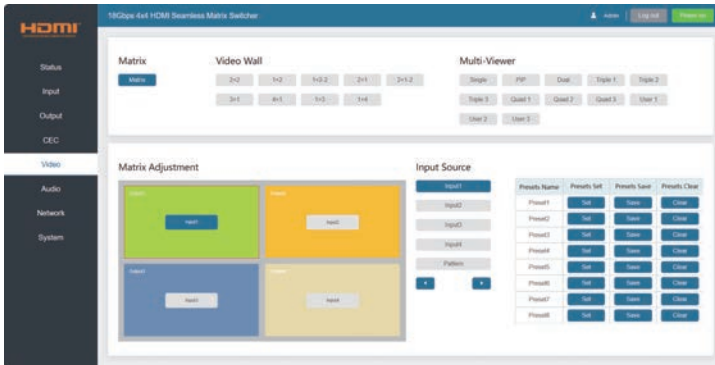 HDMI
18Gbps 4x4 HDMI Seamless Matrix Switcher
Admin
Log out
Power on
Status
Input
Output
CEC
Video
Audio
Network
System
Matrix
Matrix
Video Wall
2×2 1×2 1×2-2 2×1 2×1-2
3×1 4×1 1×3 1×4
Multi-Viewer
Single PIP Dual Triple 1 Triple 2
Triple 3 Quad 1 Quad 2 Quad 3 User 1
User 2 User 3
Matrix Adjustment
Output1
Input1
Input2
Output3
Input3
Input4
Input Source
Input1
Input2
Input3
Input4
Pattern
Presets Name Presets Set Presets Save Presets Clear
Preset1 Set Save Clear
Preset2 Set Save Clear
Preset3 Set Save Clear
Preset4 Set Save Clear
Preset5 Set Save Clear
Preset6 Set Save Clear
Preset7 Set Save Clear
Preset8 Set Save Clear